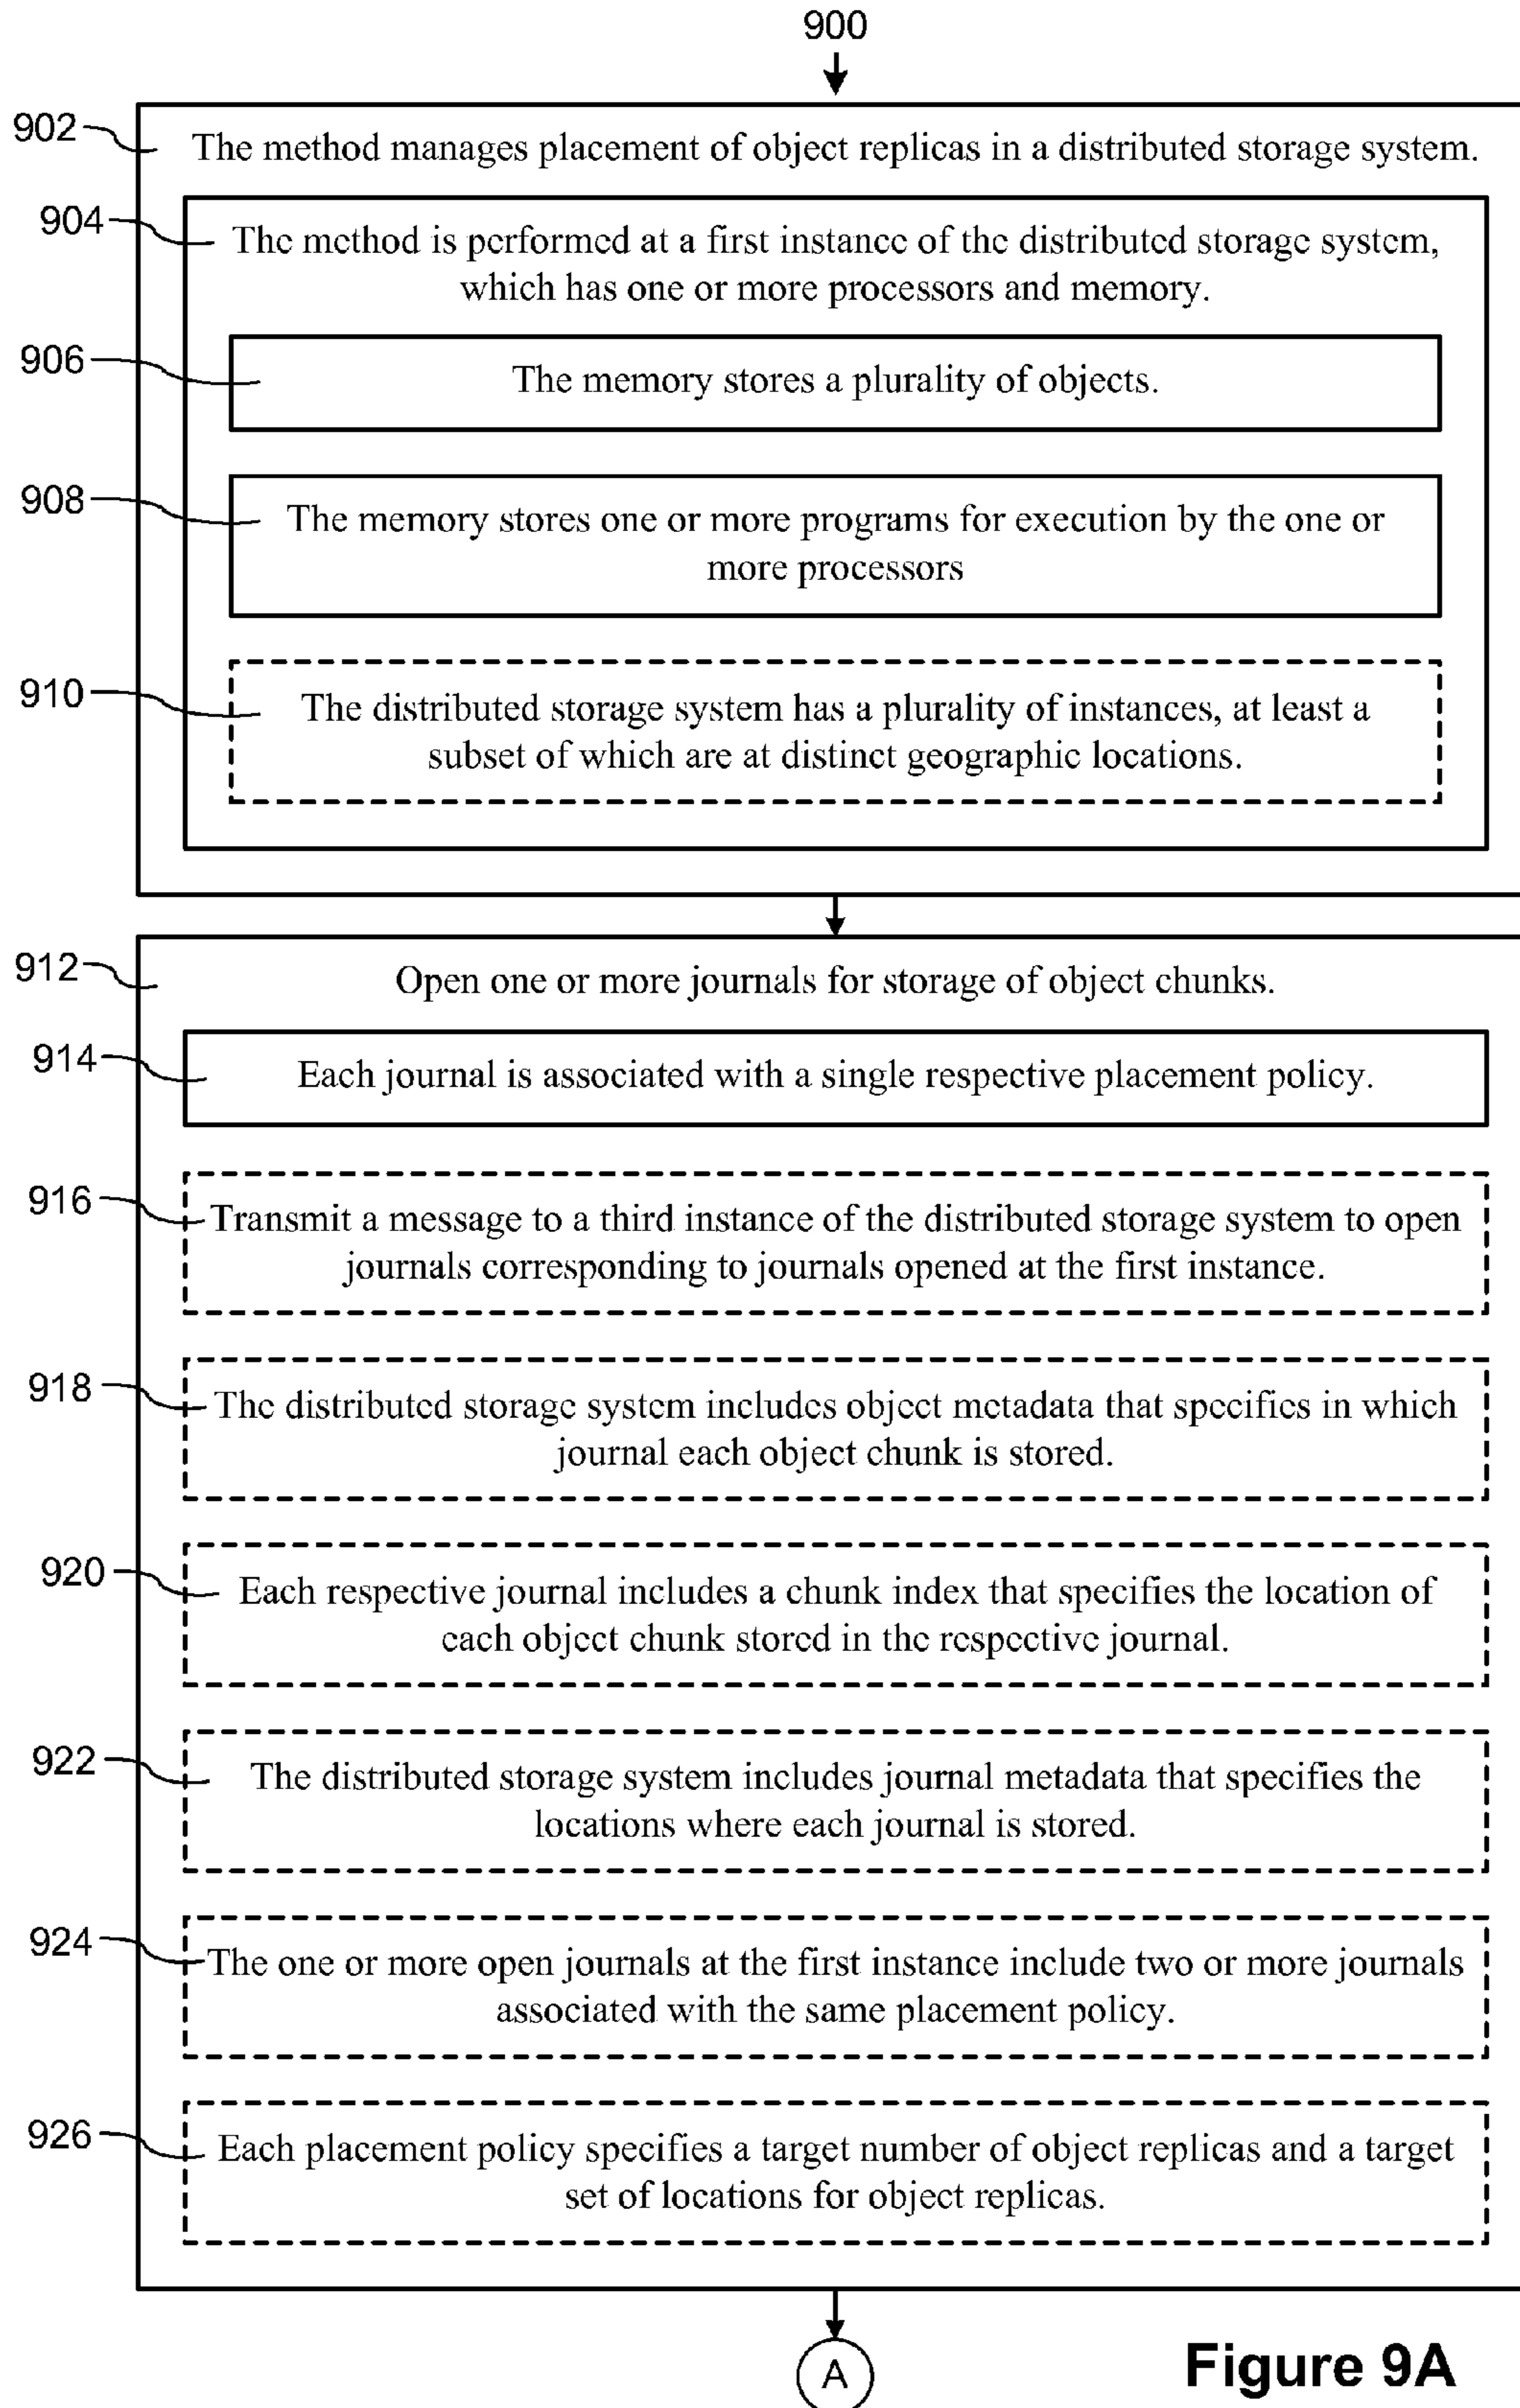 900
902
The method manages placement of object replicas in a distributed storage system.
904
The method is performed at a first instance of the distributed storage system,
which has one or more processors and memory.
906
The memory stores a plurality of objects.
908
The memory stores one or more programs for execution by the one or
more processors
910
The distributed storage system has a plurality of instances, at least a
subset of which are at distinct geographic locations.
912
Open one or more journals for storage of object chunks.
914
Each journal is associated with a single respective placement policy.
916
Transmit a message to a third instance of the distributed storage system to open
journals corresponding to journals opened at the first instance.
918
The distributed storage system includes object metadata that specifies in which
journal each object chunk is stored.
920
Each respective journal includes a chunk index that specifies the location of
each object chunk stored in the respective journal.
922
The distributed storage system includes journal metadata that specifies the
locations where each journal is stored.
924
The one or more open journals at the first instance include two or more journals
associated with the same placement policy.
926
Each placement policy specifies a target number of object replicas and a target
set of locations for object replicas.
A
Figure 9A